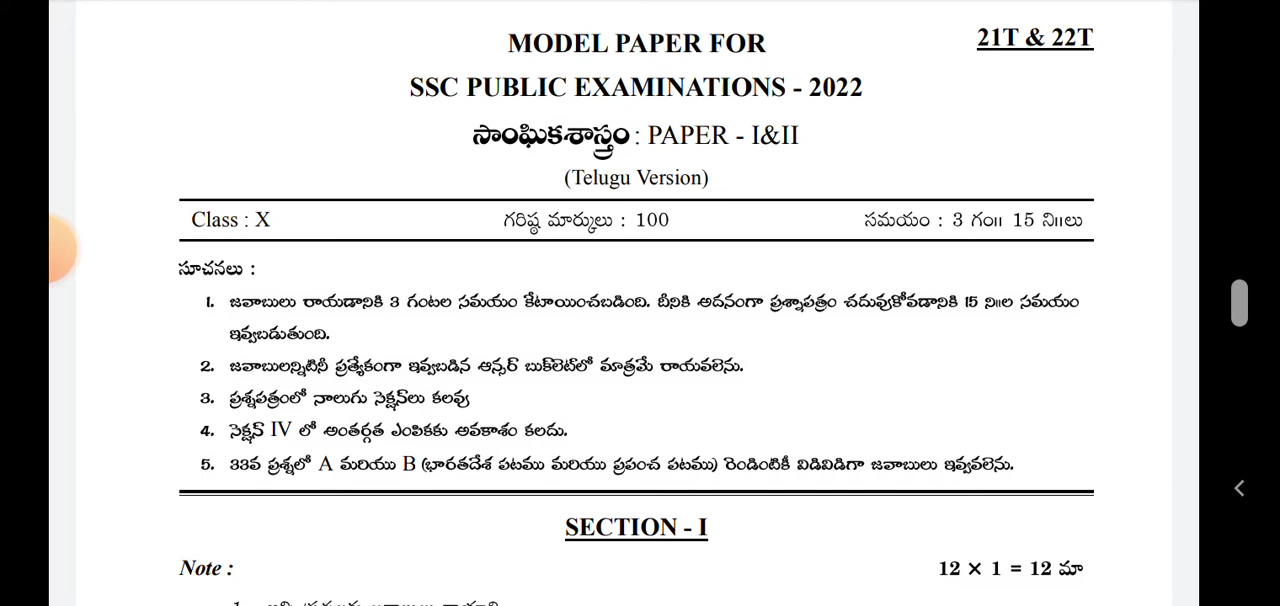 MODEL PAPER FOR
21T & 22T
SSC PUBLIC EXAMINATIONS - 2022
సాంఘికశాస్త్రం : PAPER - I&II
(Telugu Version)
Class : X గరిష్ఠ మార్కులు : 100 సమయం : 3 గం॥ 15 ని॥లు
సూచనలు :
1. జవాబులు రాయడానికి 3 గంటల సమయం కేటాయించబడింది. దీనికి అదనంగా ప్రశ్నాపత్రం చదువుకోవడానికి 15 ని॥ల సమయం
ఇవ్వబడుతుంది.
2. జవాబులన్నిటినీ ప్రత్యేకంగా ఇవ్వబడిన ఆన్సర్ బుక్‌లెట్‌లో మాత్రమే రాయవలెను.
3. ప్రశ్నపత్రంలో నాలుగు సెక్షన్‌లు కలవు
4. సెక్షన్ IV లో అంతర్గత ఎంపికకు అవకాశం కలదు.
5. 33వ ప్రశ్నలో A మరియు B (భారతదేశ పటము మరియు ప్రపంచ పటము) రెండింటికీ విడివిడిగా జవాబులు ఇవ్వవలెను.
SECTION - I
Note : 12 × 1 = 12 మా